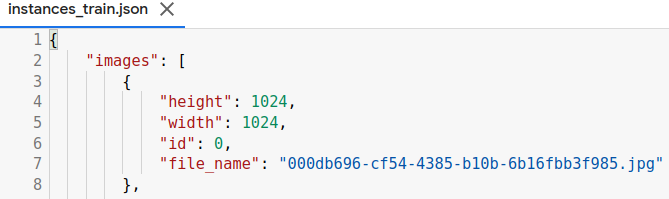 instances_train.json
1 {
2 "images": [
3 {
4 "height": 1024,
5 "width": 1024,
6 "id": 0,
7 "file_name": "000db696-cf54-4385-b10b-6b16fbb3f985.jpg"
8 },